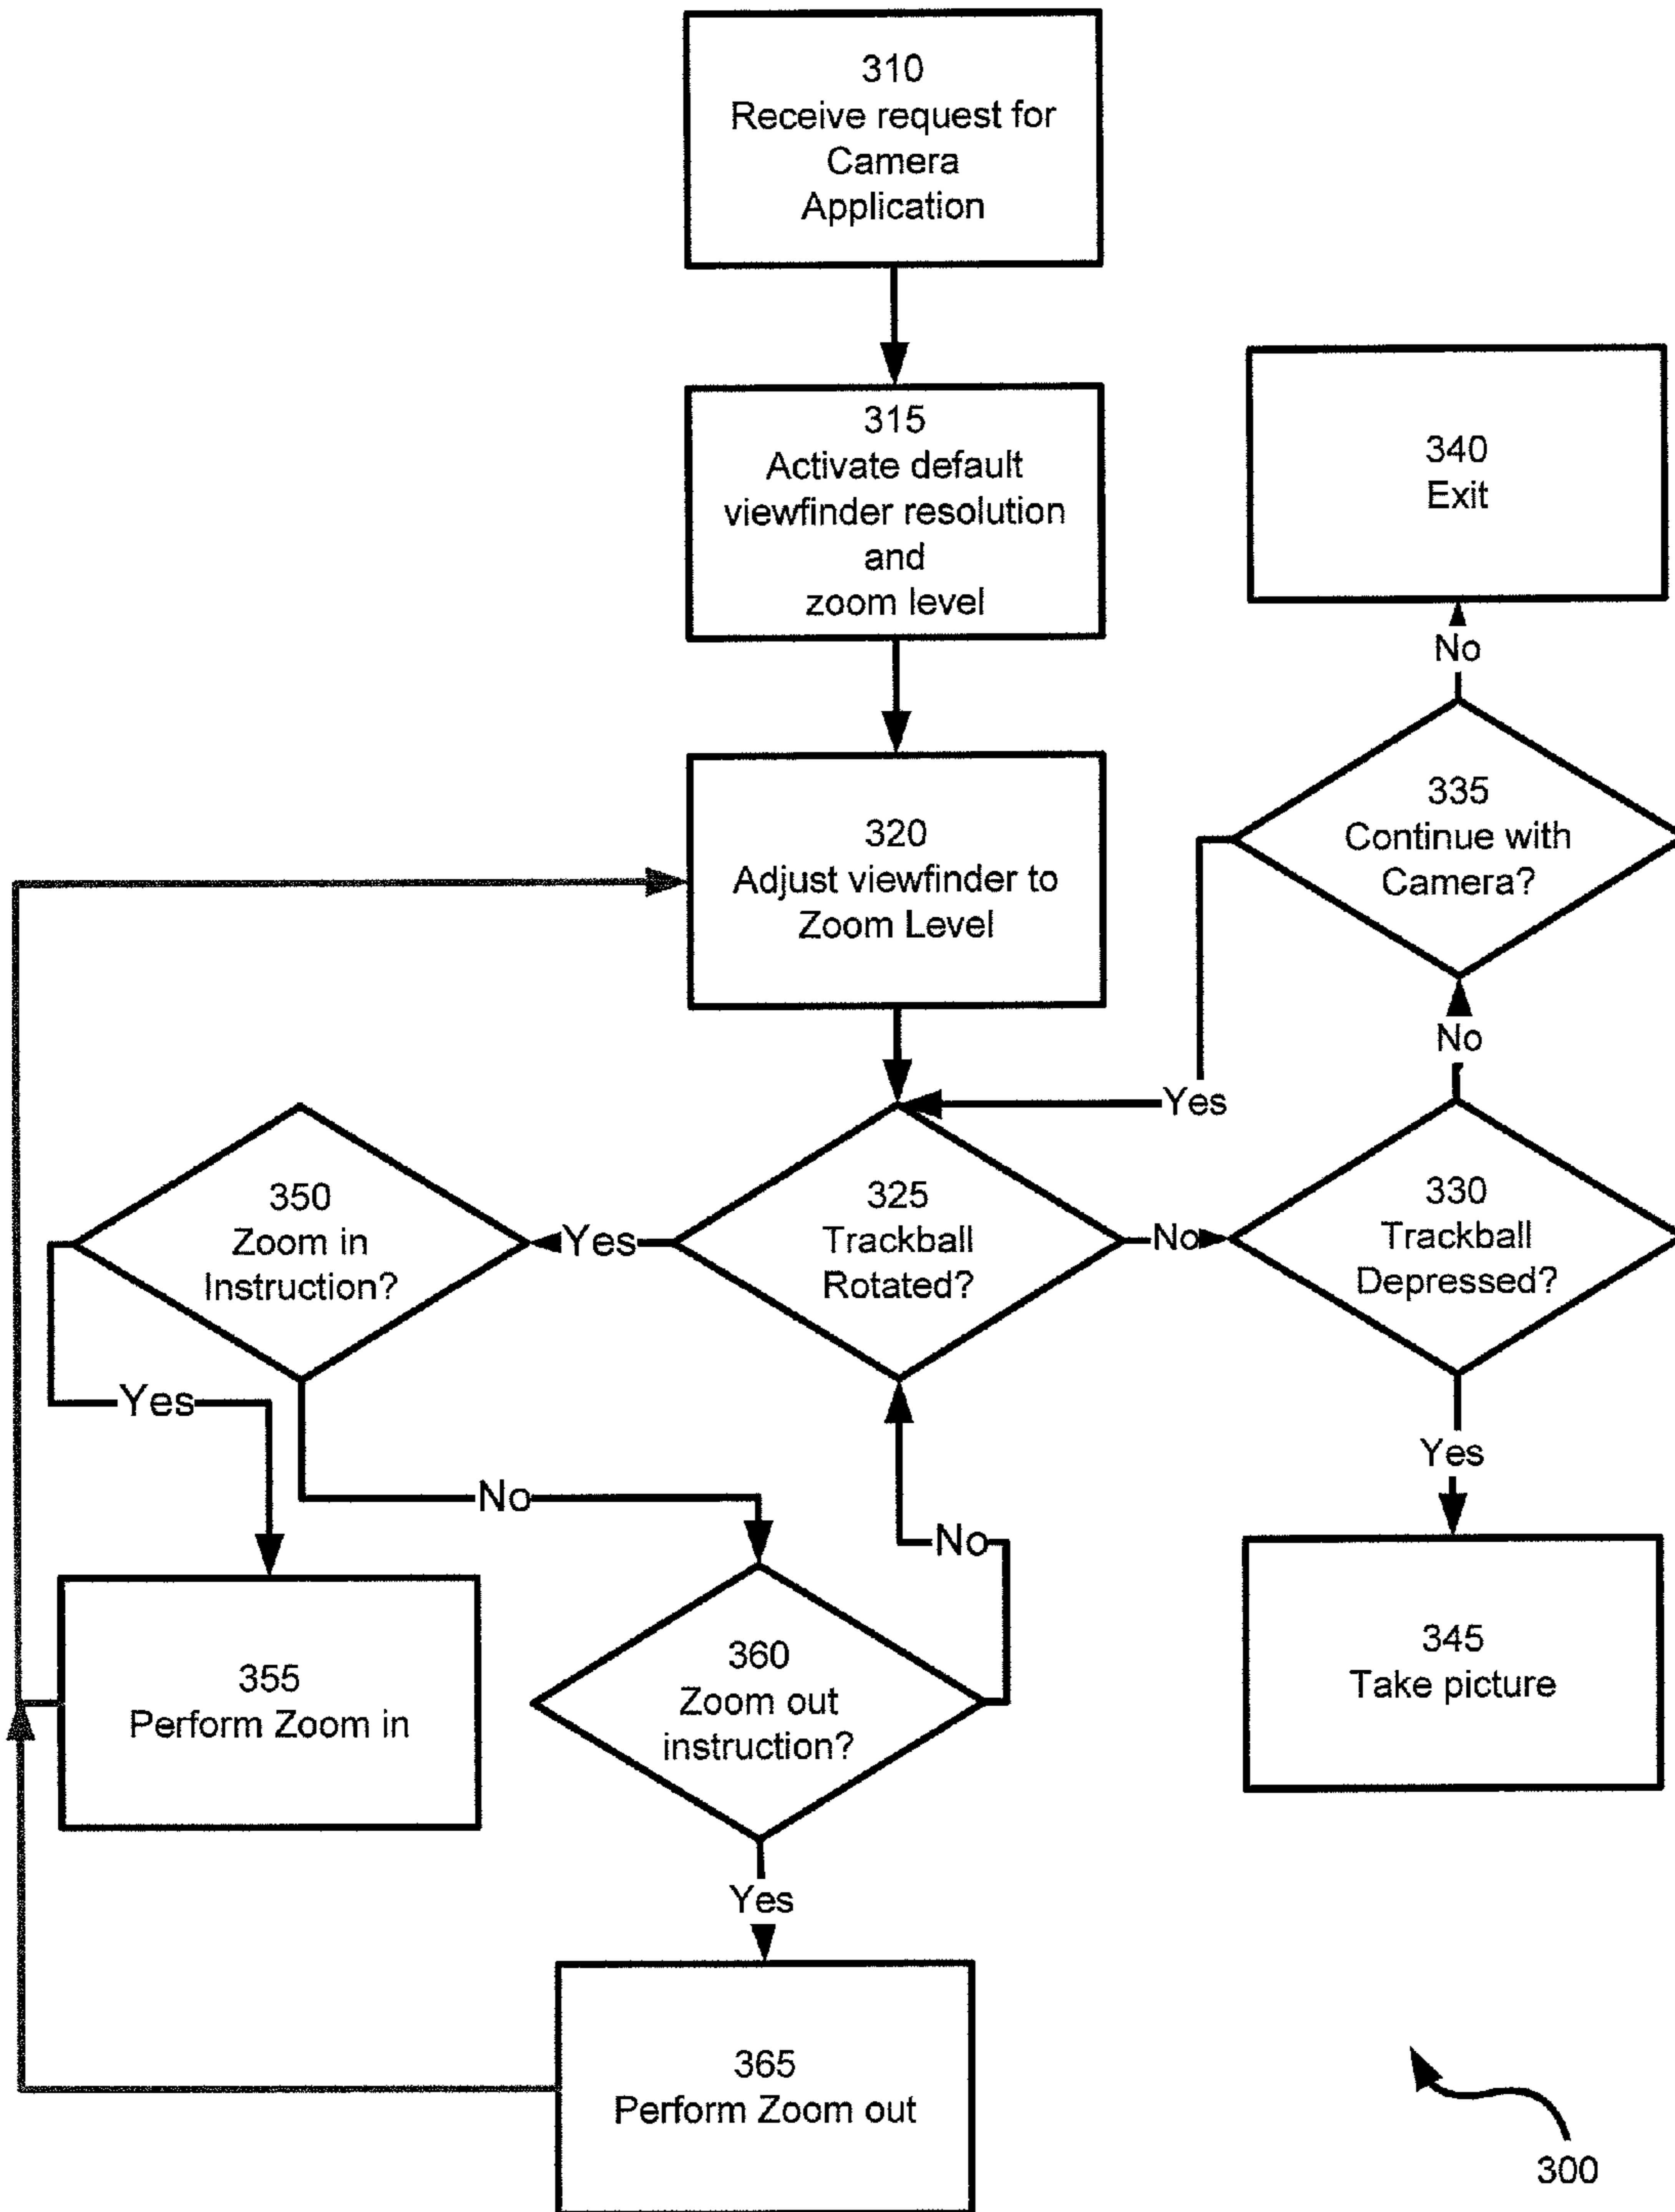 310
Receive request for
Camera
Application
315
Activate default
viewfinder resolution
and
zoom level
340
Exit
No
320
Adjust viewfinder to
Zoom Level
335
Continue with
Camera?
No
Yes
350
Zoom in
Instruction?
Yes
325
Trackball
Rotated?
No
330
Trackball
Depressed?
Yes
No
No
Yes
355
Perform Zoom in
360
Zoom out
instruction?
345
Take picture
Yes
365
Perform Zoom out
300